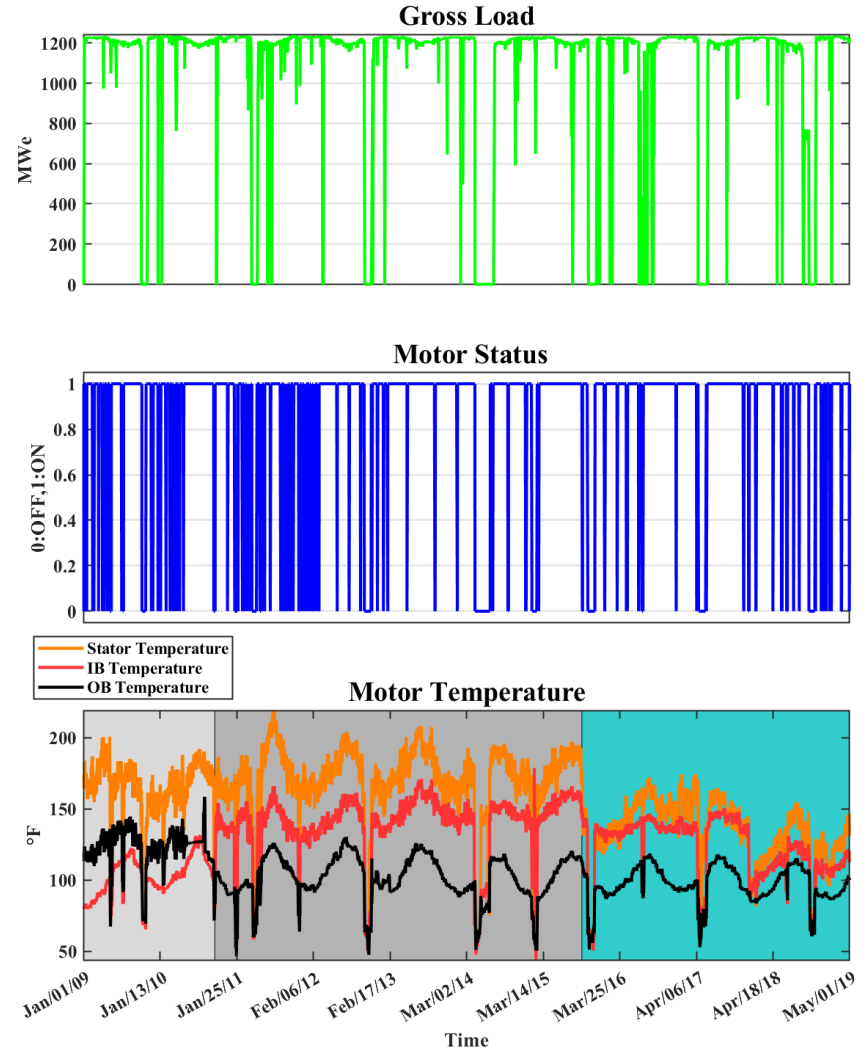 Gross Load
1200
1000
800
600
400
200
0
MWe
Motor Status
1
0.8
0.6
0.4
0.2
0
0:OFF,1:ON
Stator Temperature
IB Temperature
OB Temperature
Motor Temperature
200
150
100
50
°F
Jan/01/09
Jan/13/10
Jan/25/11
Feb/06/12
Feb/17/13
Mar/02/14
Mar/14/15
Mar/25/16
Apr/06/17
Apr/18/18
May/01/19
Time